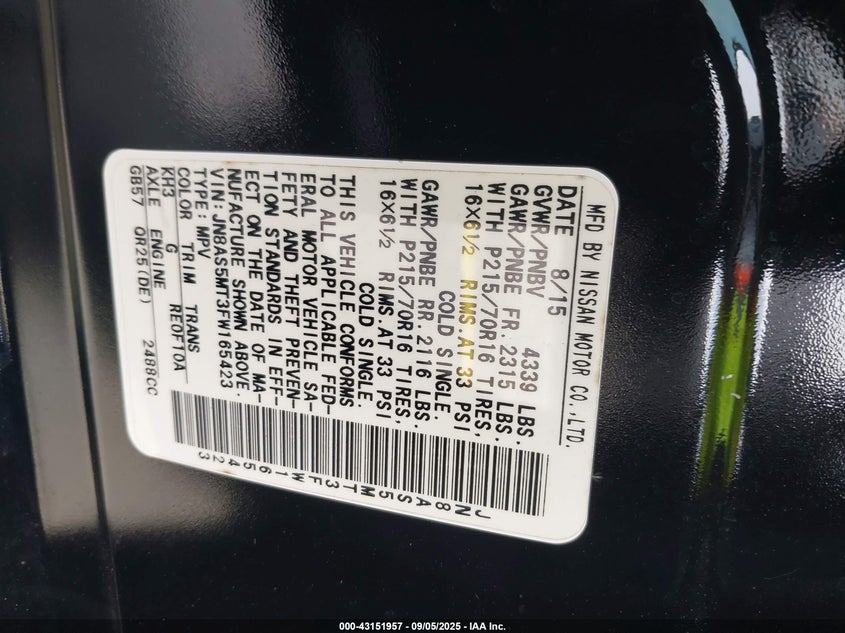 MFD BY NISSAN MOTOR CO.,LTD.
DATE 8/15
GVWR/PNBV 4339 LBS.
GAWR/PNBE FR.2315 LBS.
WITH P215/70R16 TIRES,
16X6½ RIMS AT 33 PSI
COLD SINGLE.
GAWR/PNBE RR.2116 LBS.
WITH P215/70R16 TIRES,
16X6½ RIMS AT 33 PSI
COLD SINGLE.
THIS VEHICLE CONFORMS
TO ALL APPLICABLE FED-
ERAL MOTOR VEHICLE SA-
FETY AND THEFT PREVEN-
TION STANDARDS IN EFF-
ECT ON THE DATE OF MA-
NUFACTURE SHOWN ABOVE.
VIN:JN8AS5MT3FW165423
TYPE:MPV
COLOR TRIM TRANS
KH3 G RE0F10A
AXLE ENGINE
GB57 QR25(DE) 2488CC
JN8AS5MT3FW165423
000-43151957 - 09/05/2025 - IAA Inc.